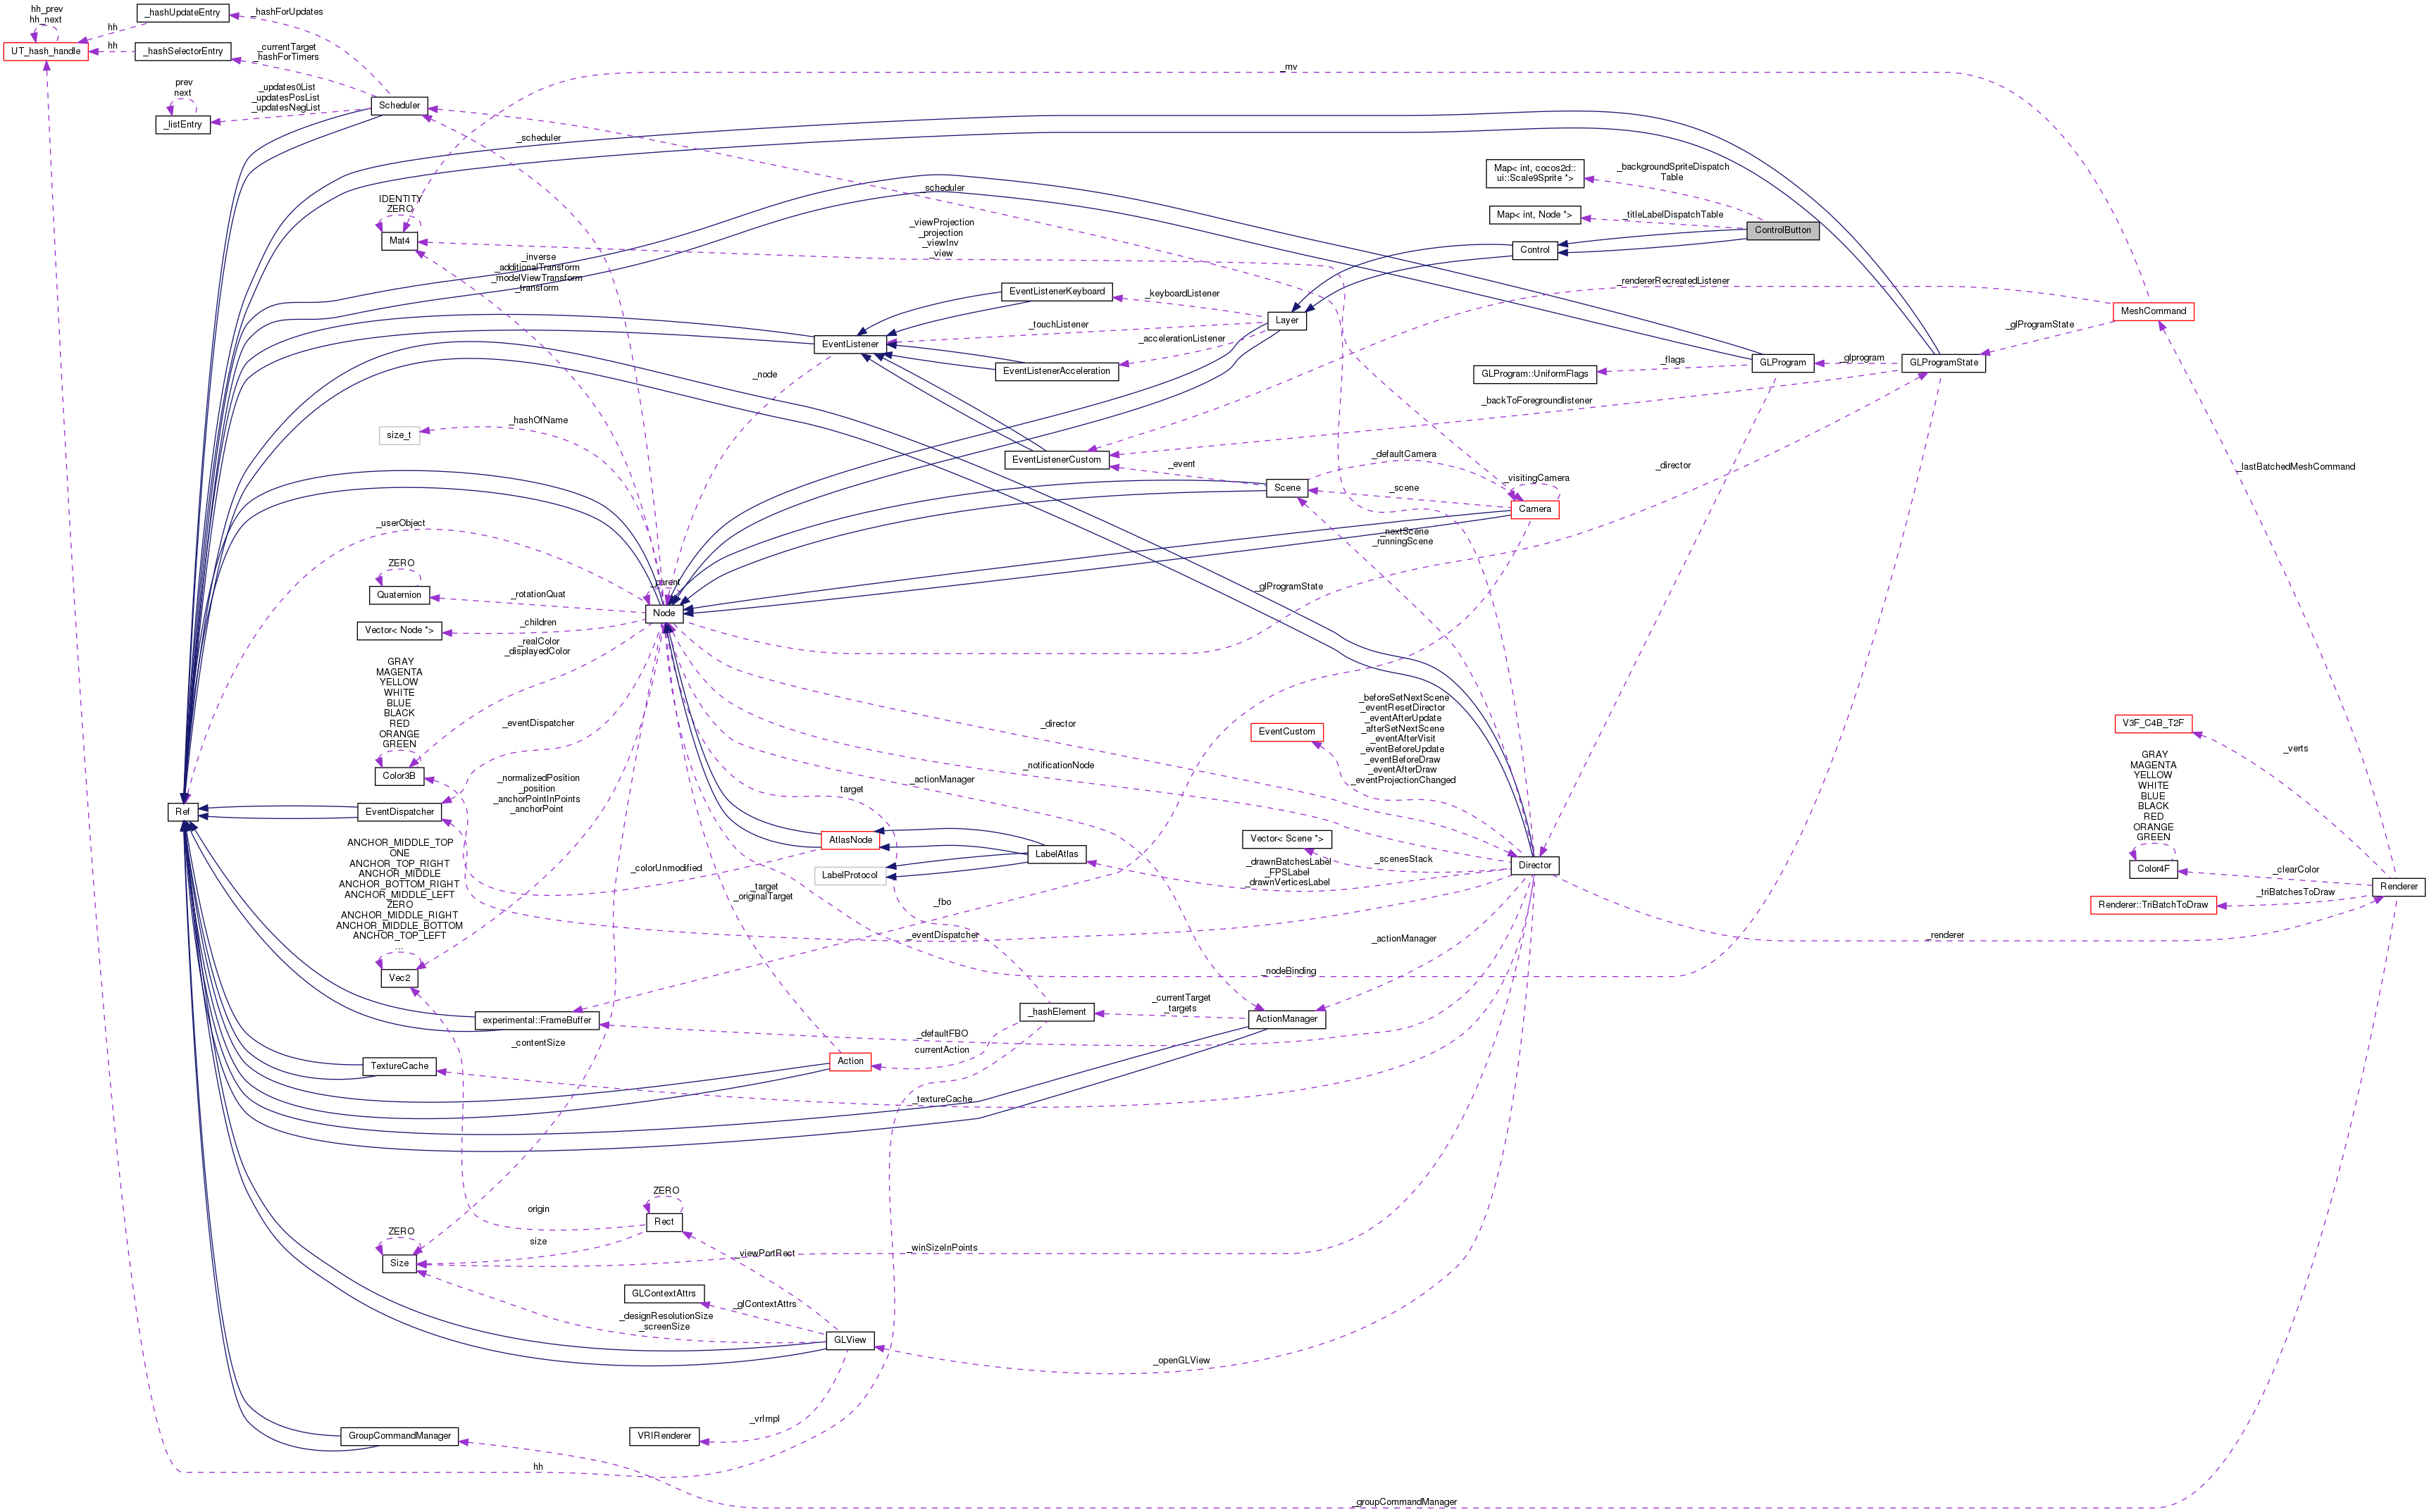 hh_prev
hh_next
_hashUpdateEntry
_hashForUpdates
hh
UT_hash_handle
hh
_hashSelectorEntry
_currentTarget
_hashForTimers
_mv
prev
next
_updates0List
_updatesPosList
_updatesNegList
Scheduler
_listEntry
_scheduler
Map< int, cocos2d::
ui::Scale9Sprite *>
_backgroundSpriteDispatch
Table
_scheduler
IDENTITY
ZERO
Mat4
Map< int, Node *>
_titleLabelDispatchTable
ControlButton
_viewProjection
_projection
_viewInv
_view
Control
_inverse
_additionalTransform
_modelViewTransform
_transform
EventListenerKeyboard
_keyboardListener
_rendererRecreatedListener
MeshCommand
Layer
_touchListener
_glProgramState
EventListener
_accelerationListener
EventListenerAcceleration
_flags
GLProgram
_glprogram
GLProgramState
GLProgram::UniformFlags
_node
_backToForegroundlistener
_hashOfName
size_t
EventListenerCustom
_event
_defaultCamera
_director
_lastBatchedMeshCommand
Scene
_scene
_visitingCamera
Camera
_userObject
_nextScene
_runningScene
ZERO
Quaternion
_rotationQuat
_parent
_glProgramState
Node
Vector< Node *>
_children
_realColor
_displayedColor
GRAY
MAGENTA
YELLOW
WHITE
BLUE
BLACK
RED
ORANGE
GREEN
Color3B
_eventDispatcher
_director
_beforeSetNextScene
_eventResetDirector
_eventAfterUpdate
_afterSetNextScene
_eventAfterVisit
_eventBeforeUpdate
_eventBeforeDraw
_eventAfterDraw
_eventProjectionChanged
EventCustom
V3F_C4B_T2F
_verts
_notificationNode
_normalizedPosition
_position
_anchorPointInPoints
_anchorPoint
_actionManager
target
Ref
EventDispatcher
GRAY
MAGENTA
YELLOW
WHITE
BLUE
BLACK
RED
ORANGE
GREEN
Color4F
_clearColor
Renderer
AtlasNode
LabelAtlas
LabelProtocol
Vector< Scene *>
_scenesStack
Director
_drawnBatchesLabel
_FPSLabel
_drawnVerticesLabel
ANCHOR_MIDDLE_TOP
ONE
ANCHOR_TOP_RIGHT
ANCHOR_MIDDLE
ANCHOR_BOTTOM_RIGHT
ANCHOR_MIDDLE_LEFT
ZERO
ANCHOR_MIDDLE_RIGHT
ANCHOR_MIDDLE_BOTTOM
ANCHOR_TOP_LEFT
...
Vec2
_colorUnmodified
_target
_originalTarget
_fbo
_triBatchesToDraw
Renderer::TriBatchToDraw
_eventDispatcher
_actionManager
_renderer
_nodeBinding
_currentTarget
_targets
_hashElement
ActionManager
experimental::FrameBuffer
_defaultFBO
_contentSize
currentAction
Action
TextureCache
_textureCache
ZERO
Rect
origin
size
ZERO
Size
_viewPortRect
_winSizeInPoints
GLContextAttrs
_glContextAttrs
_designResolutionSize
_screenSize
GLView
_openGLView
_vrImpl
VRIRenderer
GroupCommandManager
hh
_groupCommandManager